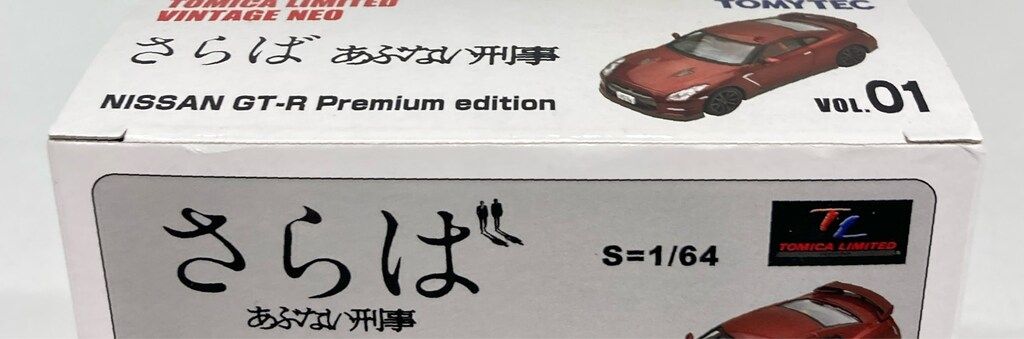 TOMICA LIMITED
VINTAGE NEO
TOMYTEC
さらば あぶない刑事
NISSAN GT-R Premium edition
VOL.01
さらば
あぶない刑事
S=1/64
TL
TOMICA LIMITED